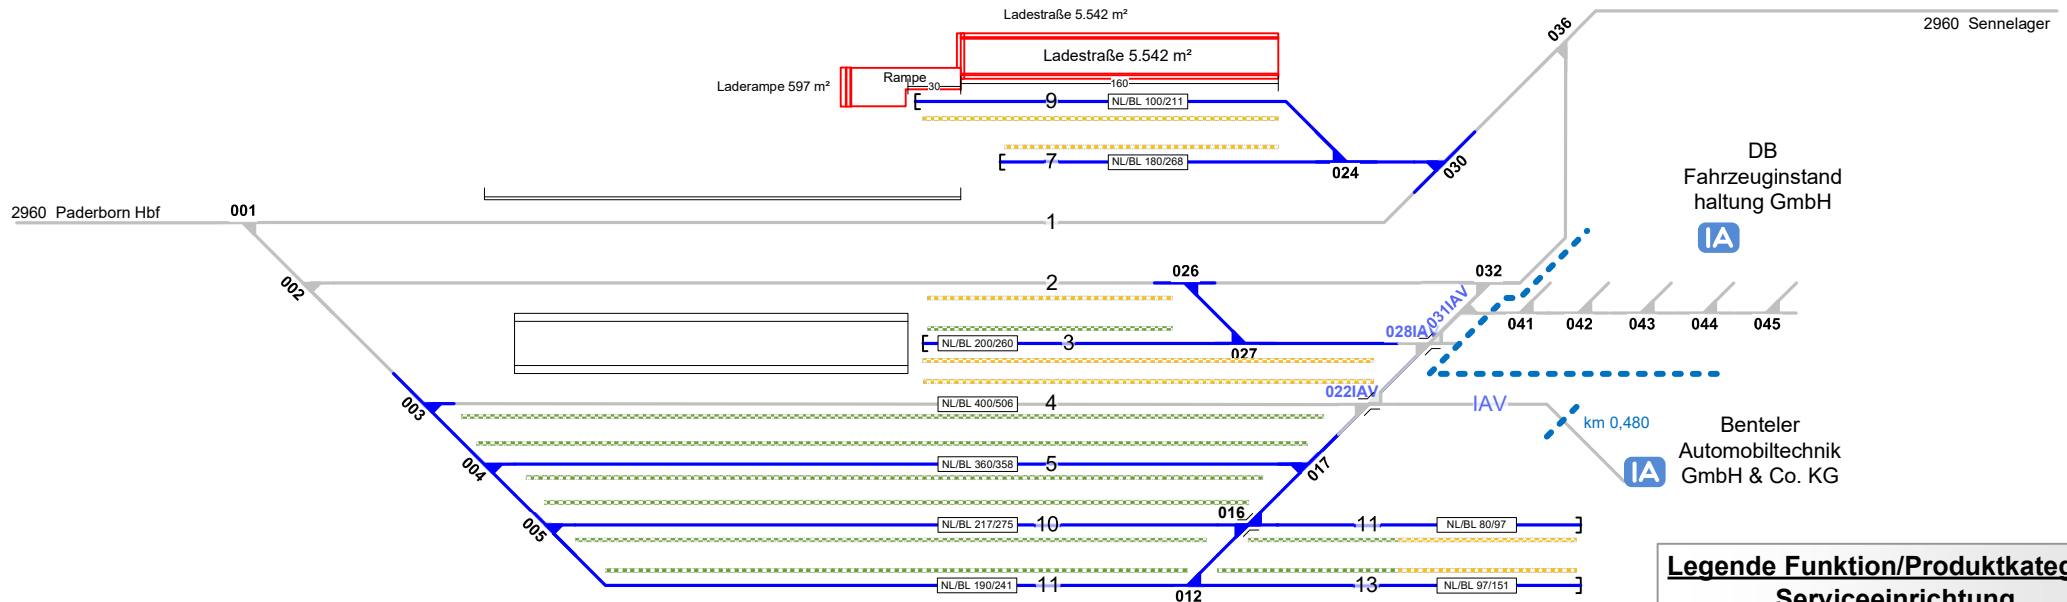 Ladestraße 5.542 m²
2960 Sennelager
036
Ladestraße 5.542 m²
Laderampe 597 m²
Rampe
30
160
9
NL/BL 100/211
7
NL/BL 180/268
024
030
DB
Fahrzeuginstand
haltung GmbH
IA
2960 Paderborn Hbf
001
1
002
2
026
032
031IAV
028IA
041
042
043
044
045
NL/BL 200/260
3
027
022IAV
003
NL/BL 400/506
4
IAV
km 0,480
Benteler
Automobiltechnik
GmbH & Co. KG
IA
004
NL/BL 360/358
5
017
016
005
NL/BL 217/275
10
11
NL/BL 80/97
NL/BL 190/241
11
012
13
NL/BL 97/151
Legende Funktion/Produktkateg
Serviceeinrichtung